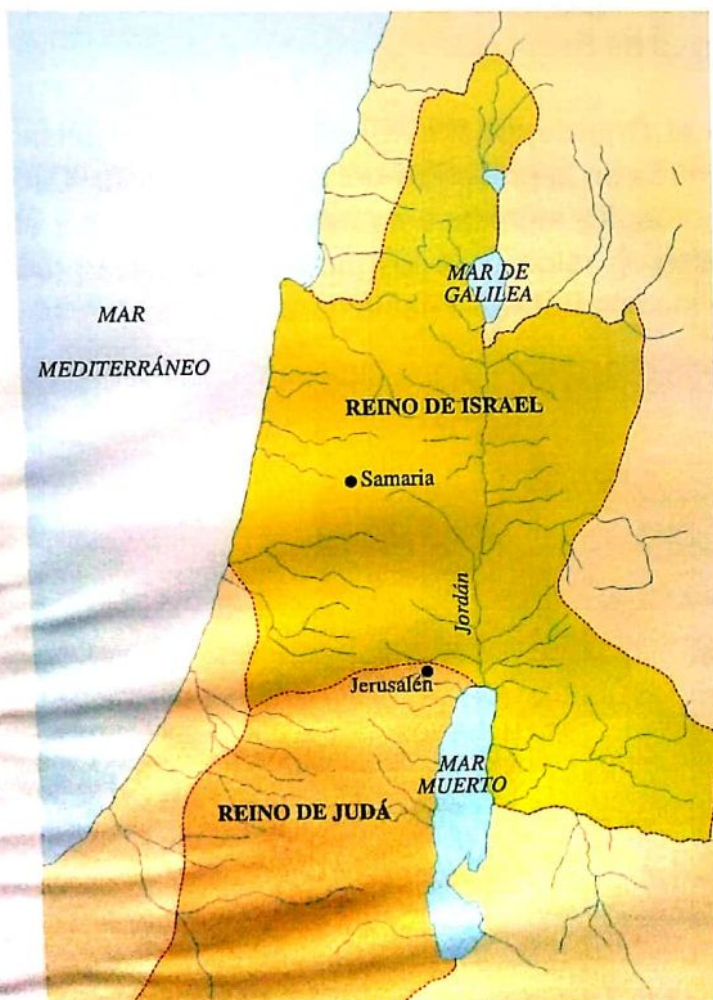 MAR DE
GALILEA
MAR
MEDITERRÁNEO
REINO DE ISRAEL
Samaria
Jordán
Jerusalén
MAR
MUERTO
REINO DE JUDÁ